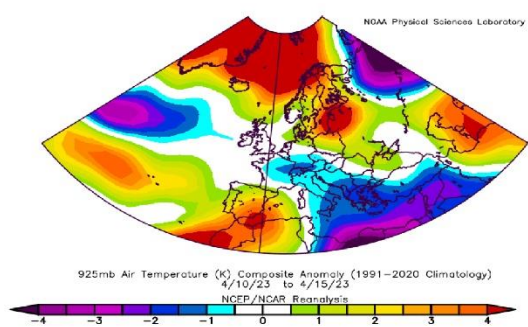 NOAA Physical Sciences Laboratory
925mb Air Temperature (K) Composite Anomaly (1991-2020 Climatology)
4/10/23 to 4/15/23
NCEP/NCAR Reanalysis
-4 -3 -2 -1 0 1 2 3 4